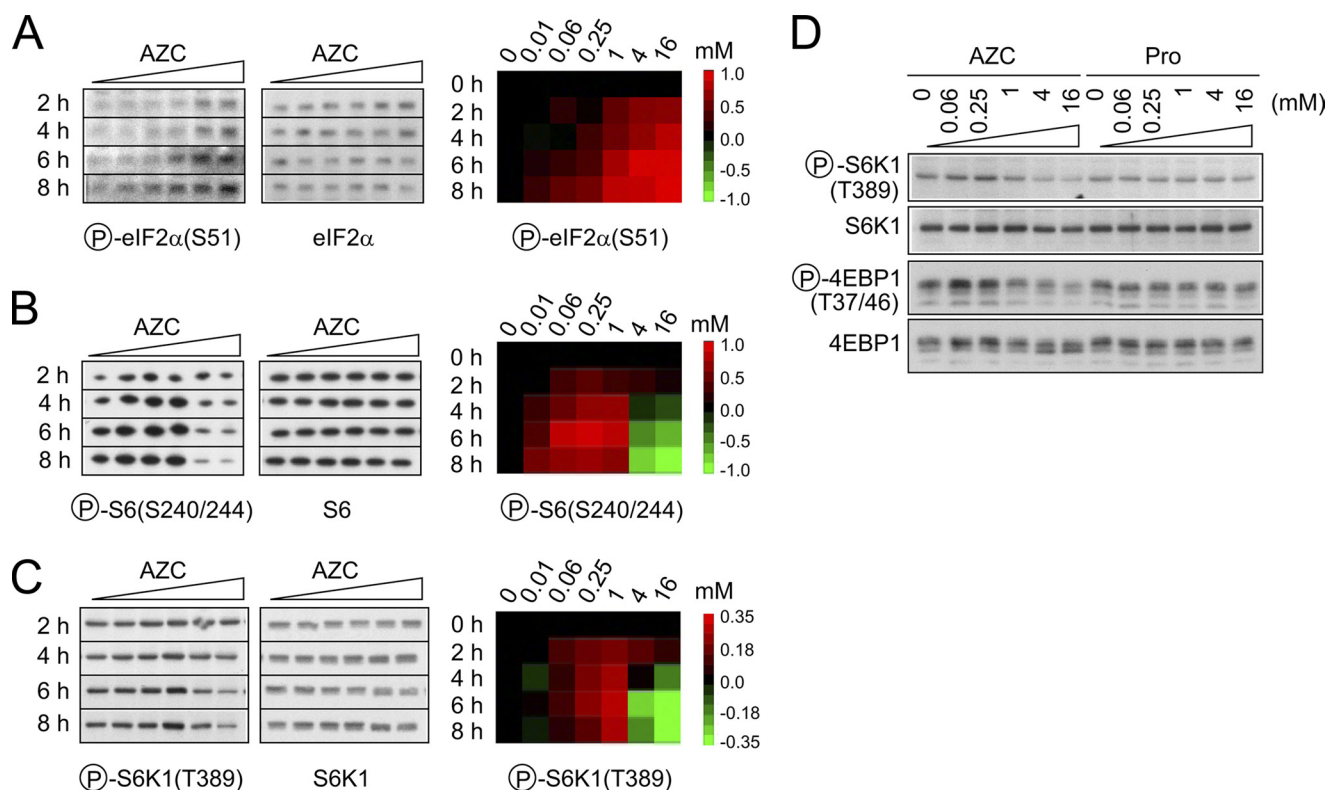 A
AZC
AZC
2 h
4 h
6 h
8 h
Ⓟ-eIF2α(S51)
eIF2α
0 0.01 0.06 0.25 1 4 16 mM
0 h
2 h
4 h
6 h
8 h
1.0
0.5
0.0
-0.5
-1.0
Ⓟ-eIF2α(S51)
B
AZC
AZC
2 h
4 h
6 h
8 h
Ⓟ-S6(S240/244)
S6
0 0.01 0.06 0.25 1 4 16 mM
0 h
2 h
4 h
6 h
8 h
1.0
0.5
0.0
-0.5
-1.0
Ⓟ-S6(S240/244)
C
AZC
AZC
2 h
4 h
6 h
8 h
Ⓟ-S6K1(T389)
S6K1
0 0.01 0.06 0.25 1 4 16 mM
0 h
2 h
4 h
6 h
8 h
0.35
0.18
0.0
-0.18
-0.35
Ⓟ-S6K1(T389)
D
AZC Pro
0 0.06 0.25 1 4 16 0 0.06 0.25 1 4 16 (mM)
Ⓟ-S6K1
(T389)
S6K1
Ⓟ-4EBP1
(T37/46)
4EBP1